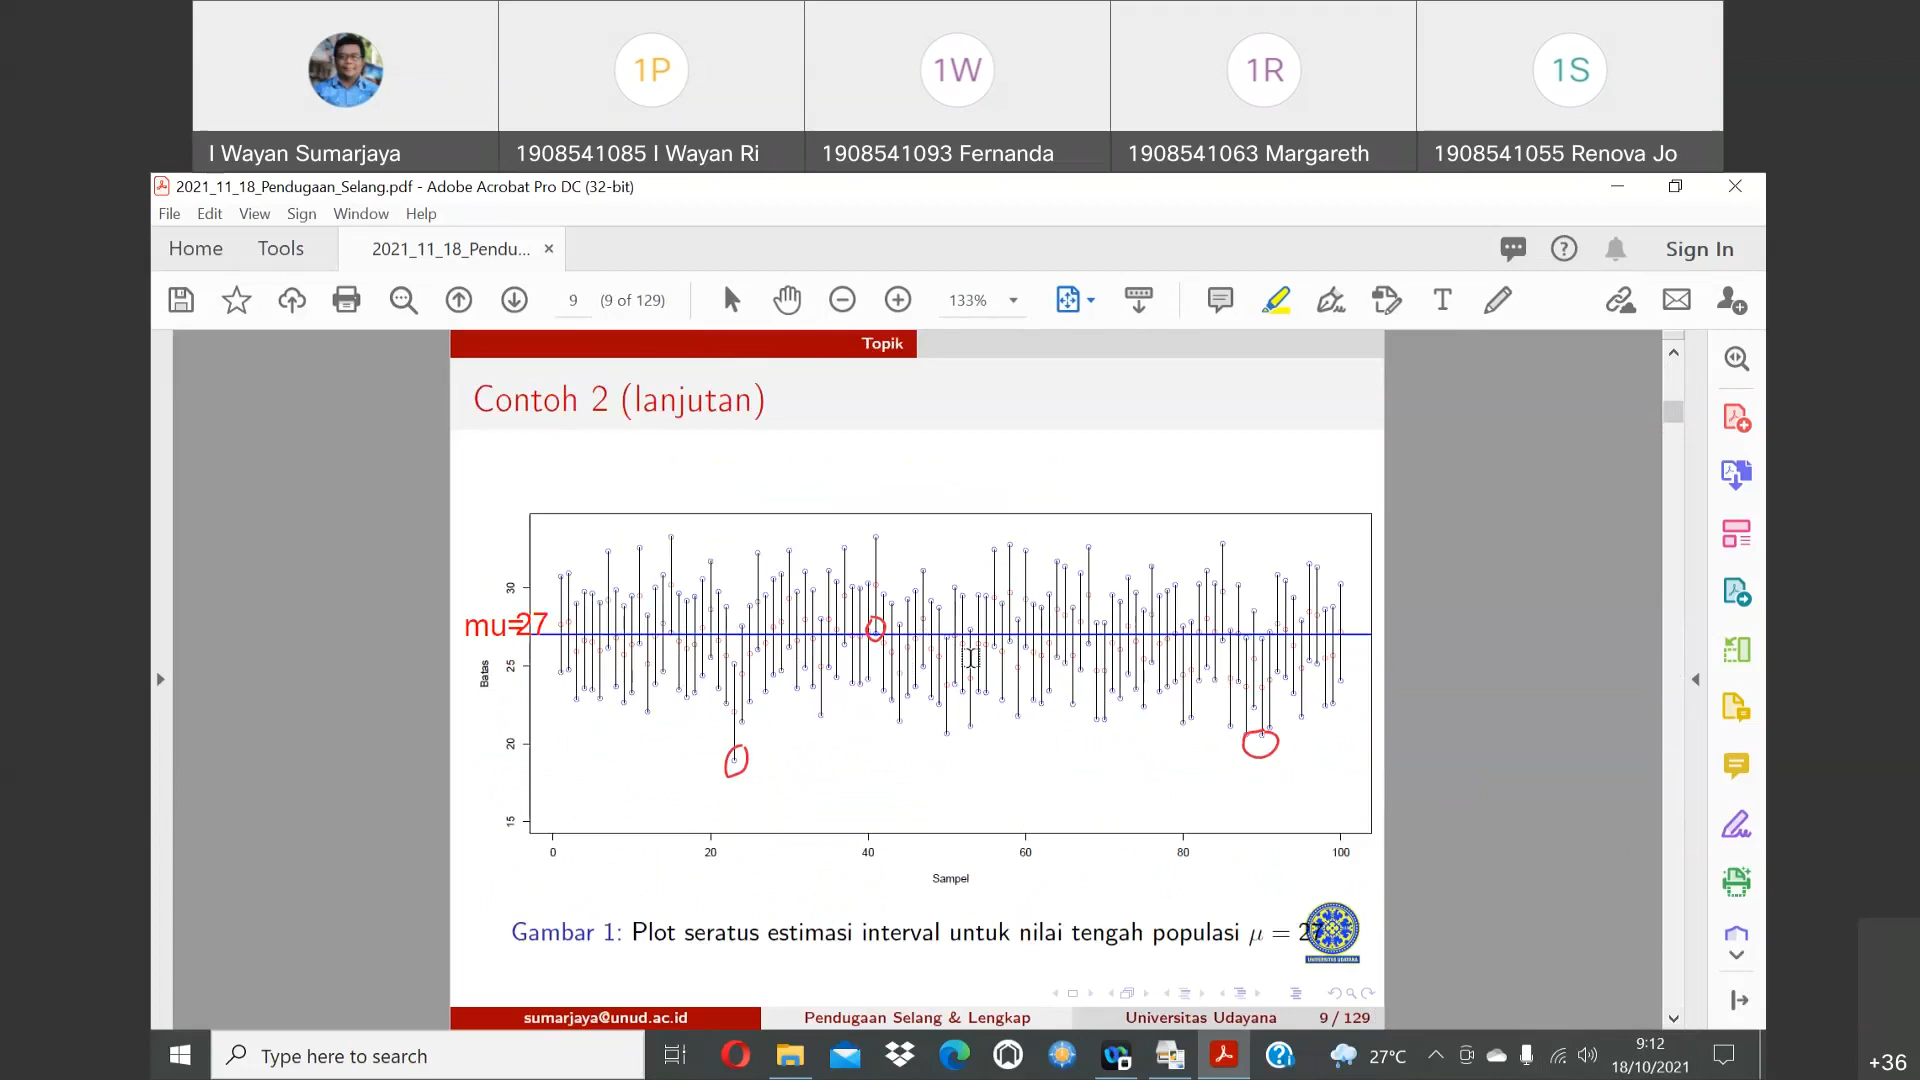 1P
1W
1R
1S
I Wayan Sumarjaya
1908541085 I Wayan Ri
1908541093 Fernanda
1908541063 Margareth
1908541055 Renova Jo
2021_11_18_Pendugaan_Selang.pdf - Adobe Acrobat Pro DC (32-bit)
File Edit View Sign Window Help
Home Tools 2021_11_18_Pendu... × Sign In
9 (9 of 129) 133%
Topik
Contoh 2 (lanjutan)
30
mu=27
25
Batas
20
15
0 20 40 60 80 100
Sampel
Gambar 1: Plot seratus estimasi interval untuk nilai tengah populasi μ = 27
UNIVERSITAS UDAYANA
sumarjaya@unud.ac.id Pendugaan Selang & Lengkap Universitas Udayana 9 / 129
Type here to search
27°C
9:12
18/10/2021
+36